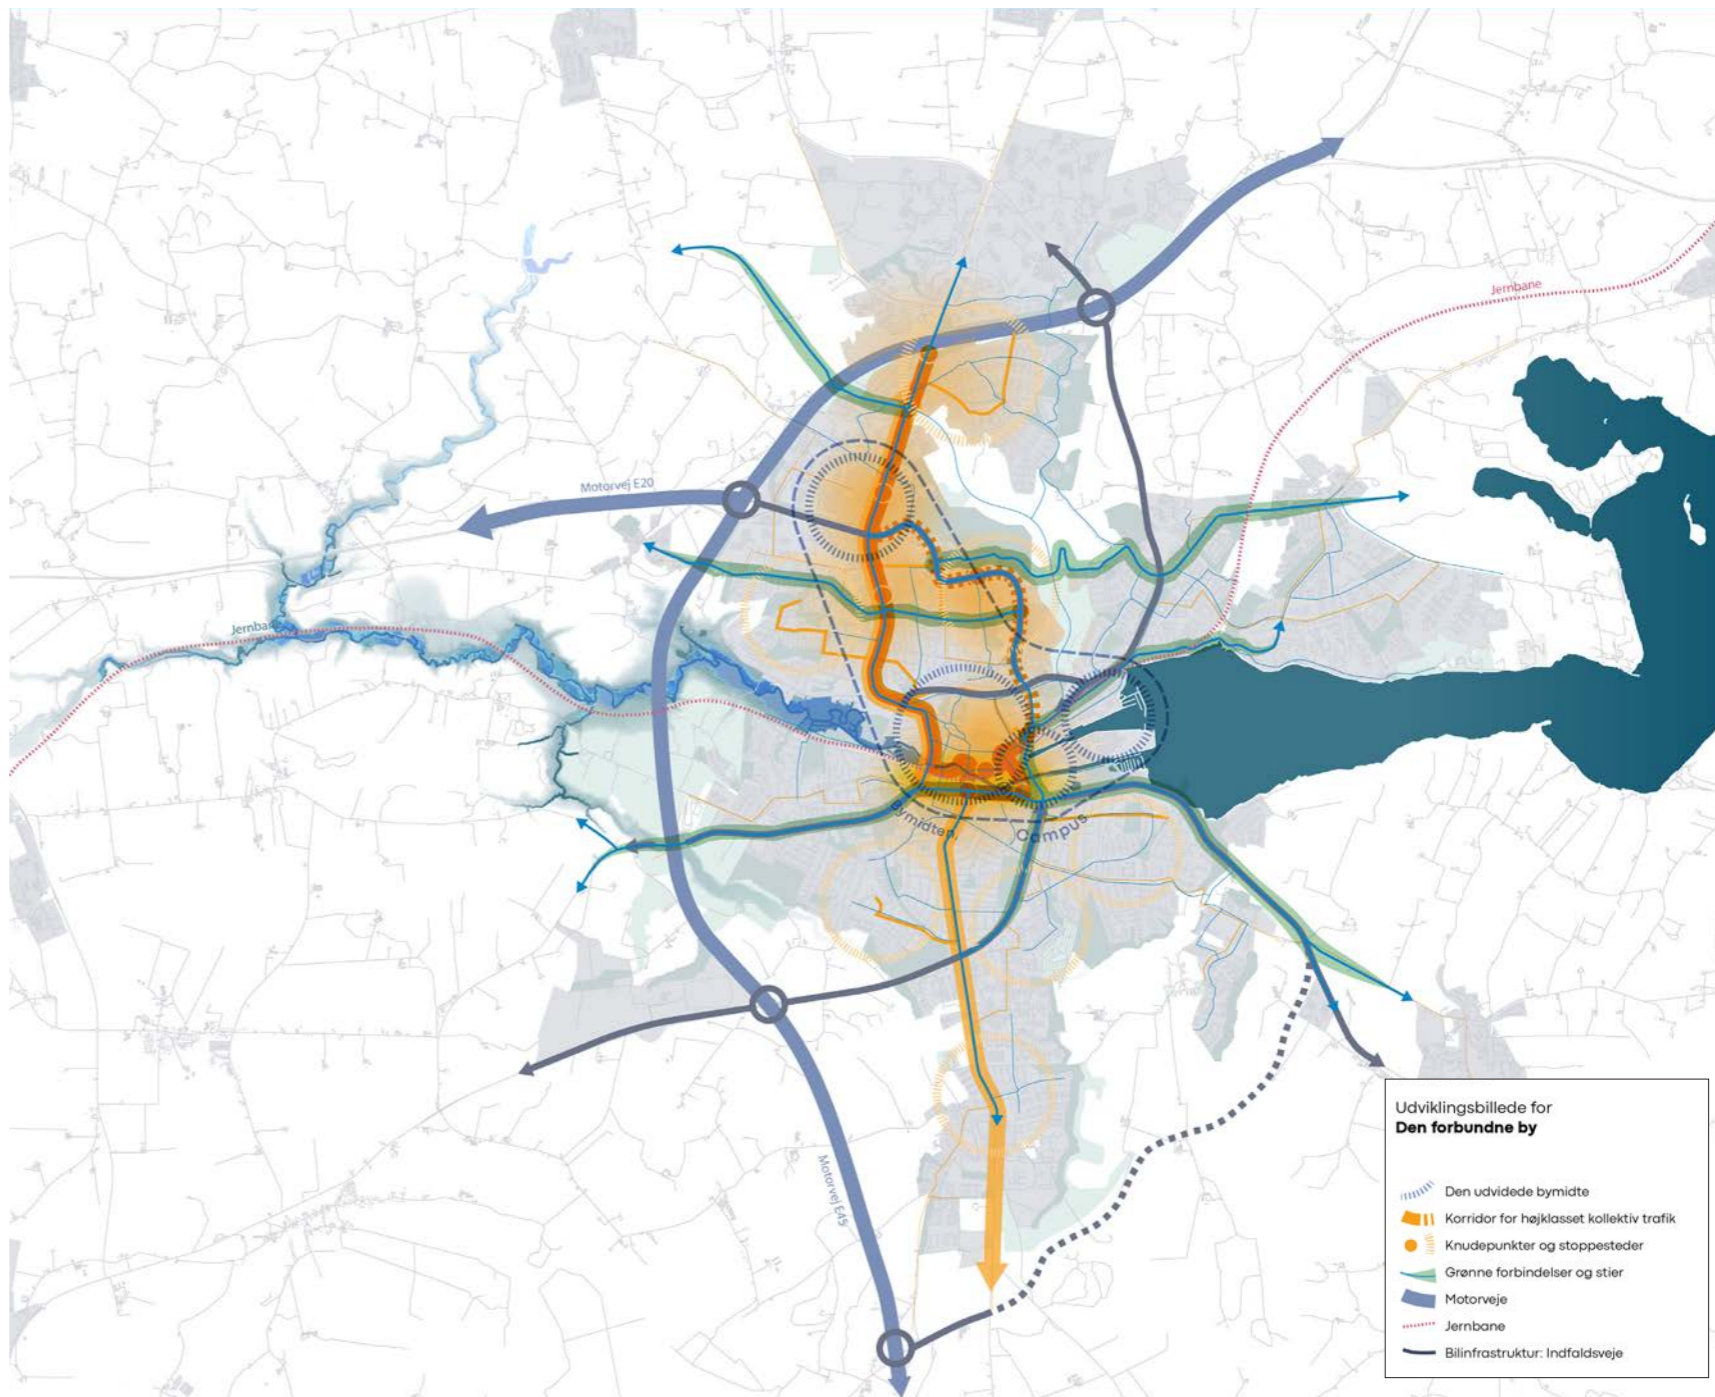 Jernbane
Motorvej E20
Jernbane
Bymidten
Campus
Motorvej E45
Udviklingsbillede for
Den forbundne by
Den udvidede bymidte
Korridor for højklasset kollektiv trafik
Knudepunkter og stoppesteder
Grønne forbindelser og stier
Motorveje
Jernbane
Bilinfrastruktur: Indfaldsveje